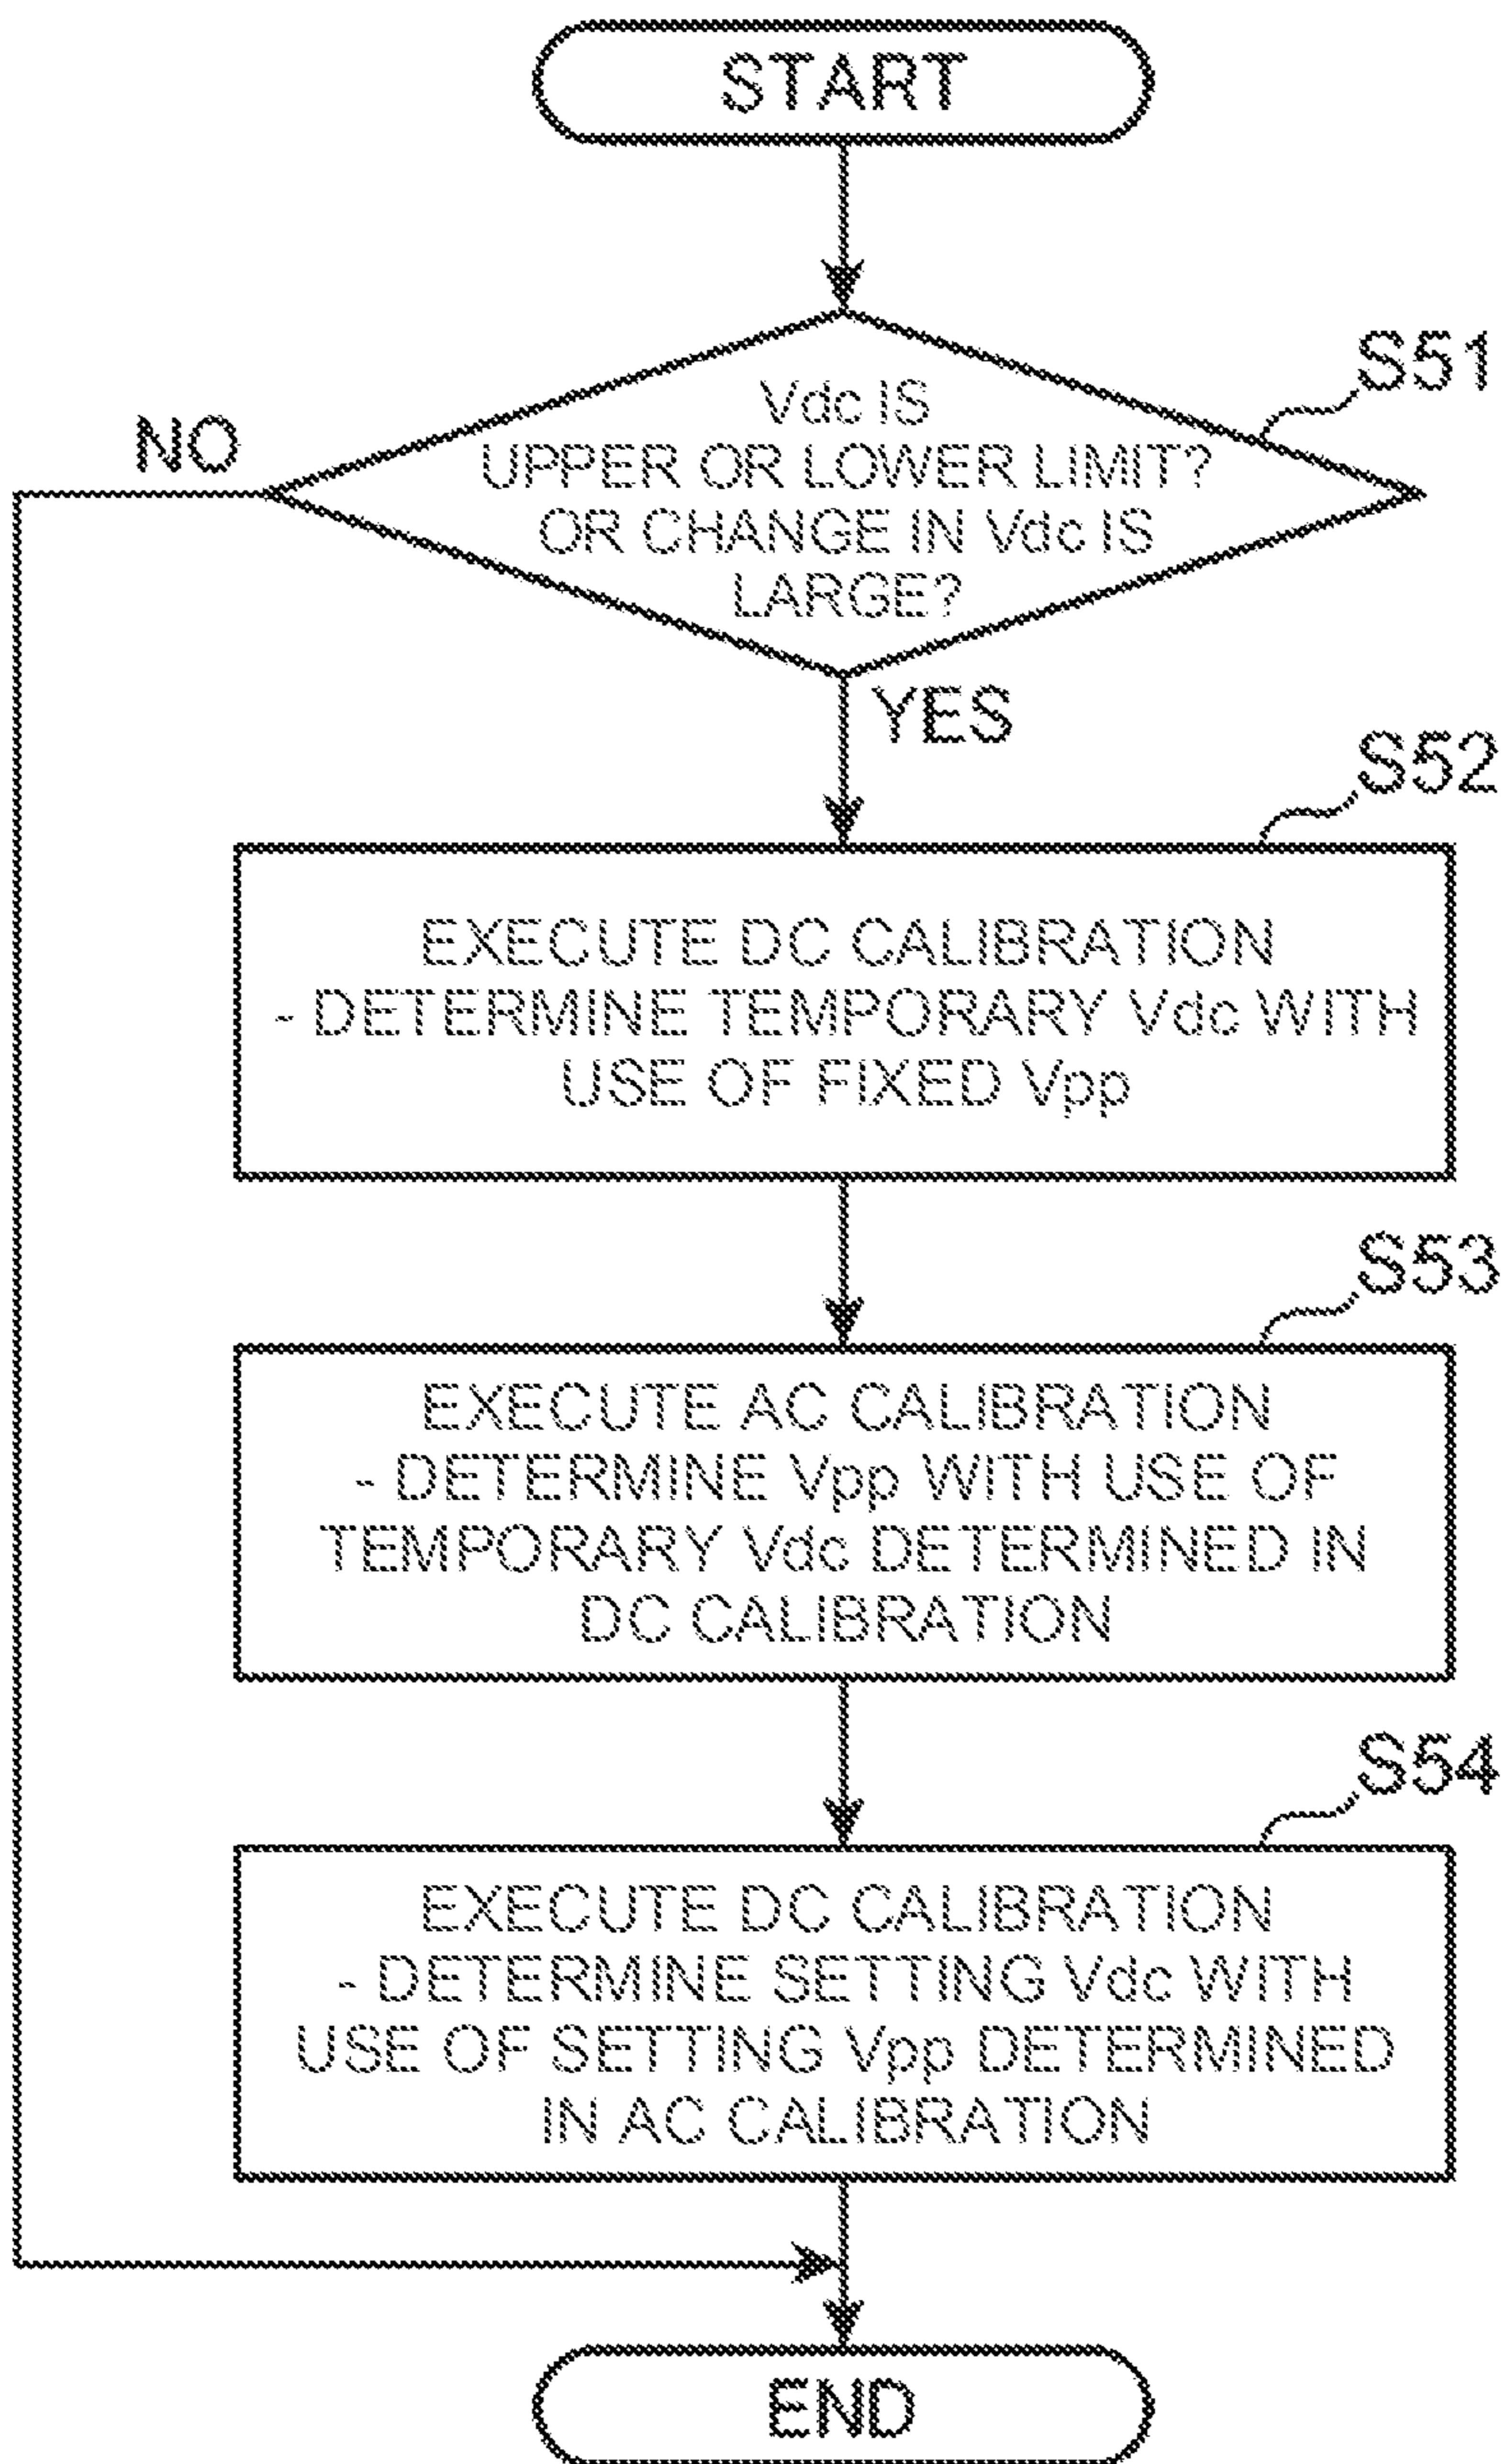 START
S51
Vdc IS
UPPER OR LOWER LIMIT?
OR CHANGE IN Vdc IS
LARGE?
NO
YES
S52
EXECUTE DC CALIBRATION
- DETERMINE TEMPORARY Vdc WITH
USE OF FIXED Vpp
S53
EXECUTE AC CALIBRATION
- DETERMINE Vpp WITH USE OF
TEMPORARY Vdc DETERMINED IN
DC CALIBRATION
S54
EXECUTE DC CALIBRATION
- DETERMINE SETTING Vdc WITH
USE OF SETTING Vpp DETERMINED
IN AC CALIBRATION
END